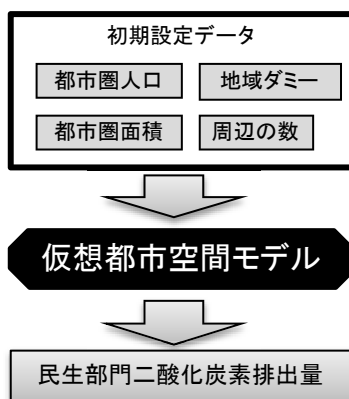 初期設定データ
都市圏人口 地域ダミー
都市圏面積 周辺の数
仮想都市空間モデル
民生部門二酸化炭素排出量